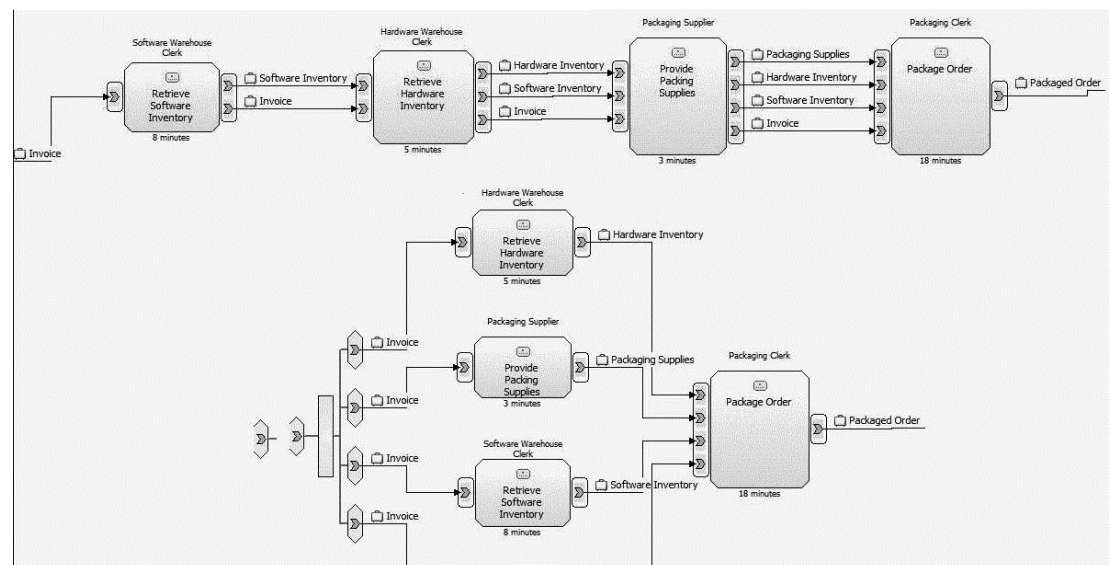 Software Warehouse
Clerk
Retrieve
Software
Inventory
8 minutes
Invoice
Software Inventory
Invoice
Hardware Warehouse
Clerk
Retrieve
Hardware
Inventory
5 minutes
Hardware Inventory
Software Inventory
Invoice
Packaging Supplier
Provide
Packing
Supplies
3 minutes
Packaging Supplies
Hardware Inventory
Software Inventory
Invoice
Packaging Clerk
Package Order
18 minutes
Packaged Order
Hardware Warehouse
Clerk
Retrieve
Hardware
Inventory
5 minutes
Hardware Inventory
Invoice
Packaging Supplier
Provide
Packing
Supplies
3 minutes
Packaging Supplies
Invoice
Software Warehouse
Clerk
Retrieve
Software
Inventory
8 minutes
Software Inventory
Invoice
Invoice
Packaging Clerk
Package Order
18 minutes
Packaged Order